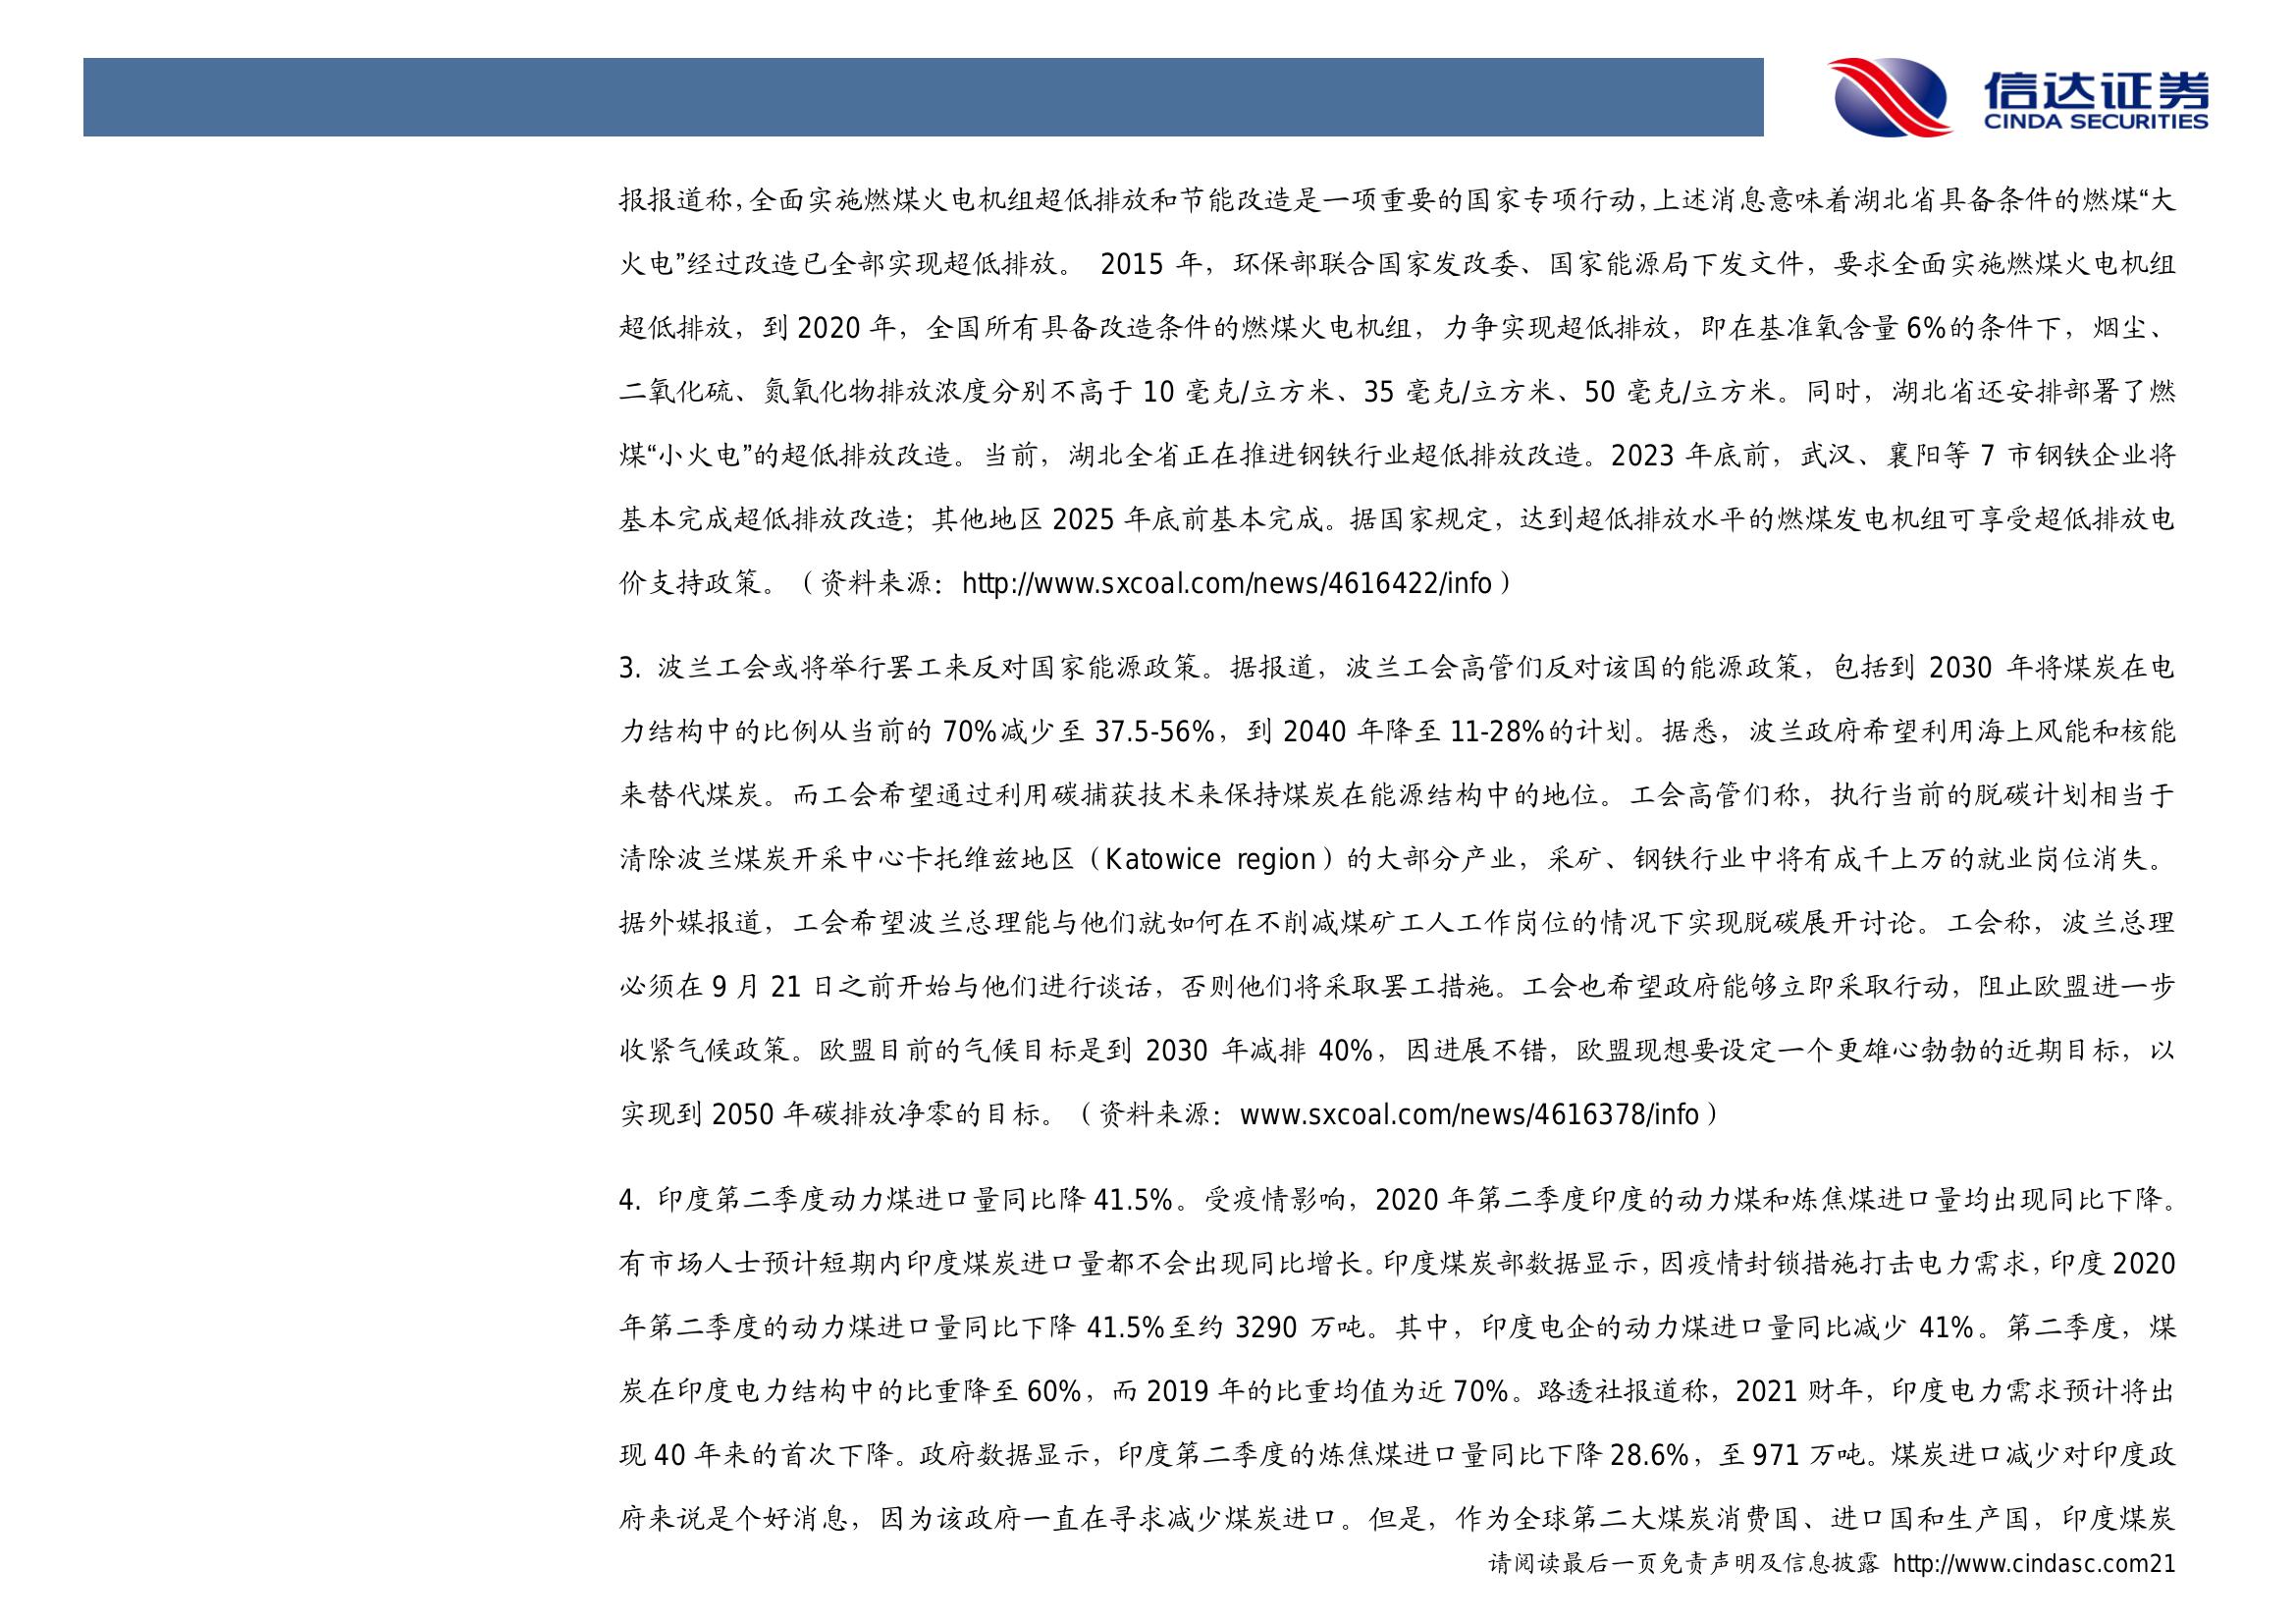 信达证券
CINDA SECURITIES
报报道称，全面实施燃煤火电机组超低排放和节能改造是一项重要的国家专项行动，上述消息意味着湖北省具备条件的燃煤“大
火电”经过改造已全部实现超低排放。 2015 年，环保部联合国家发改委、国家能源局下发文件，要求全面实施燃煤火电机组
超低排放，到 2020 年，全国所有具备改造条件的燃煤火电机组，力争实现超低排放，即在基准氧含量 6%的条件下，烟尘、
二氧化硫、氮氧化物排放浓度分别不高于 10 毫克/立方米、35 毫克/立方米、50 毫克/立方米。同时，湖北省还安排部署了燃
煤“小火电”的超低排放改造。当前，湖北全省正在推进钢铁行业超低排放改造。2023 年底前，武汉、襄阳等 7 市钢铁企业将
基本完成超低排放改造；其他地区 2025 年底前基本完成。据国家规定，达到超低排放水平的燃煤发电机组可享受超低排放电
价支持政策。（资料来源：http://www.sxcoal.com/news/4616422/info）
3. 波兰工会或将举行罢工来反对国家能源政策。据报道，波兰工会高管们反对该国的能源政策，包括到 2030 年将煤炭在电
力结构中的比例从当前的 70%减少至 37.5-56%，到 2040 年降至 11-28%的计划。据悉，波兰政府希望利用海上风能和核能
来替代煤炭。而工会希望通过利用碳捕获技术来保持煤炭在能源结构中的地位。工会高管们称，执行当前的脱碳计划相当于
清除波兰煤炭开采中心卡托维兹地区（Katowice region）的大部分产业，采矿、钢铁行业中将有成千上万的就业岗位消失。
据外媒报道，工会希望波兰总理能与他们就如何在不削减煤矿工人工作岗位的情况下实现脱碳展开讨论。工会称，波兰总理
必须在 9 月 21 日之前开始与他们进行谈话，否则他们将采取罢工措施。工会也希望政府能够立即采取行动，阻止欧盟进一步
收紧气候政策。欧盟目前的气候目标是到 2030 年减排 40%，因进展不错，欧盟现想要设定一个更雄心勃勃的近期目标，以
实现到 2050 年碳排放净零的目标。（资料来源：www.sxcoal.com/news/4616378/info）
4. 印度第二季度动力煤进口量同比降 41.5%。受疫情影响，2020 年第二季度印度的动力煤和炼焦煤进口量均出现同比下降。
有市场人士预计短期内印度煤炭进口量都不会出现同比增长。印度煤炭部数据显示，因疫情封锁措施打击电力需求，印度 2020
年第二季度的动力煤进口量同比下降 41.5%至约 3290 万吨。其中，印度电企的动力煤进口量同比减少 41%。第二季度，煤
炭在印度电力结构中的比重降至 60%，而 2019 年的比重均值为近 70%。路透社报道称，2021 财年，印度电力需求预计将出
现 40 年来的首次下降。政府数据显示，印度第二季度的炼焦煤进口量同比下降 28.6%，至 971 万吨。煤炭进口减少对印度政
府来说是个好消息，因为该政府一直在寻求减少煤炭进口。但是，作为全球第二大煤炭消费国、进口国和生产国，印度煤炭
请阅读最后一页免责声明及信息披露 http://www.cindasc.com21